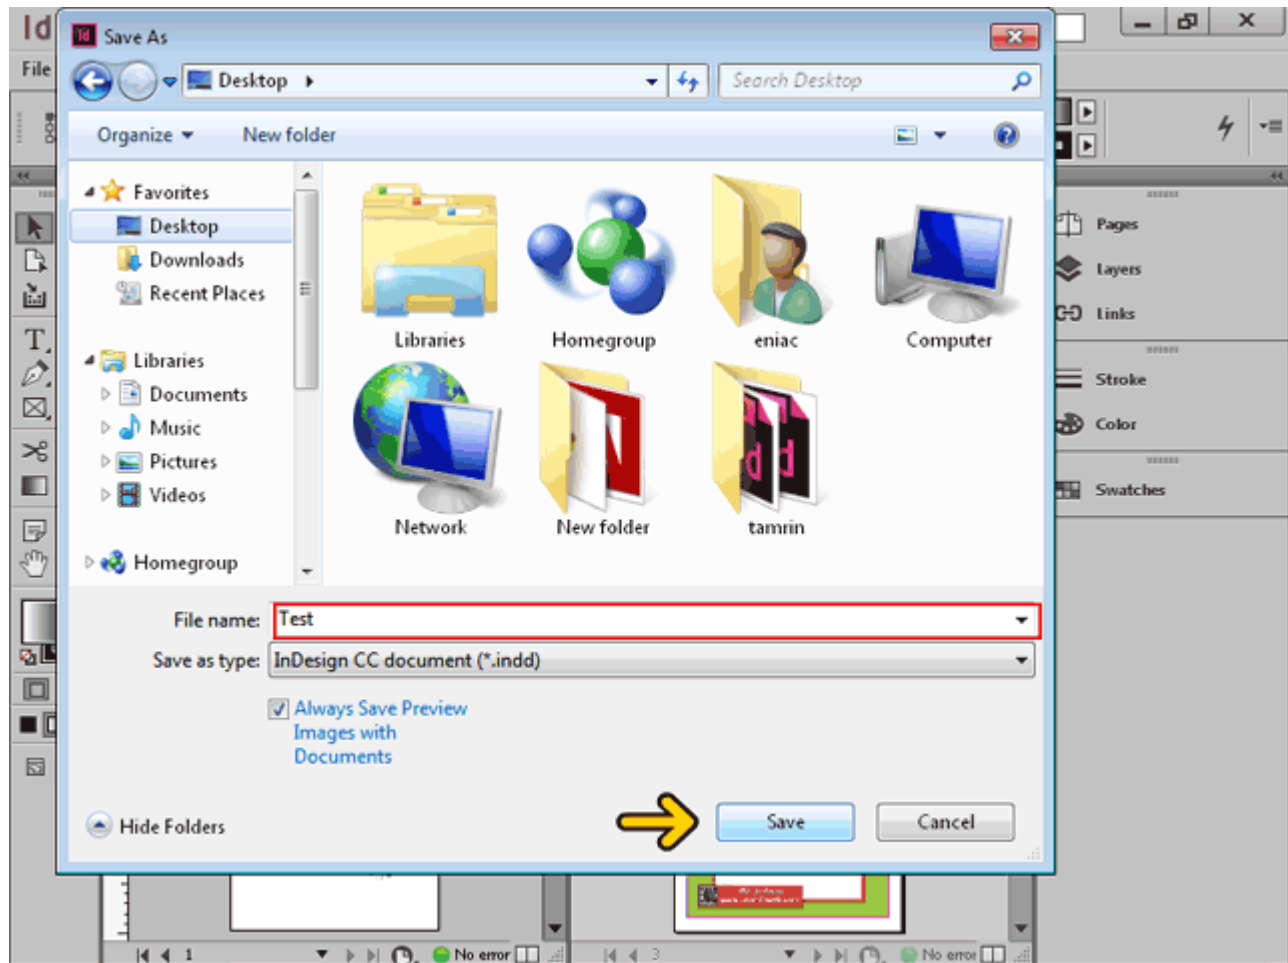 Id
Save As
File
Desktop
Search Desktop
Organize
New folder
Favorites
Desktop
Downloads
Recent Places
Libraries
Documents
Music
Pictures
Videos
Homegroup
Libraries
Homegroup
eniac
Computer
Network
New folder
tamrin
Pages
Layers
Links
Stroke
Color
Swatches
File name: Test
Save as type: InDesign CC document (*.indd)
Always Save Preview
Images with
Documents
Hide Folders
Save
Cancel
1
No error
3
No error